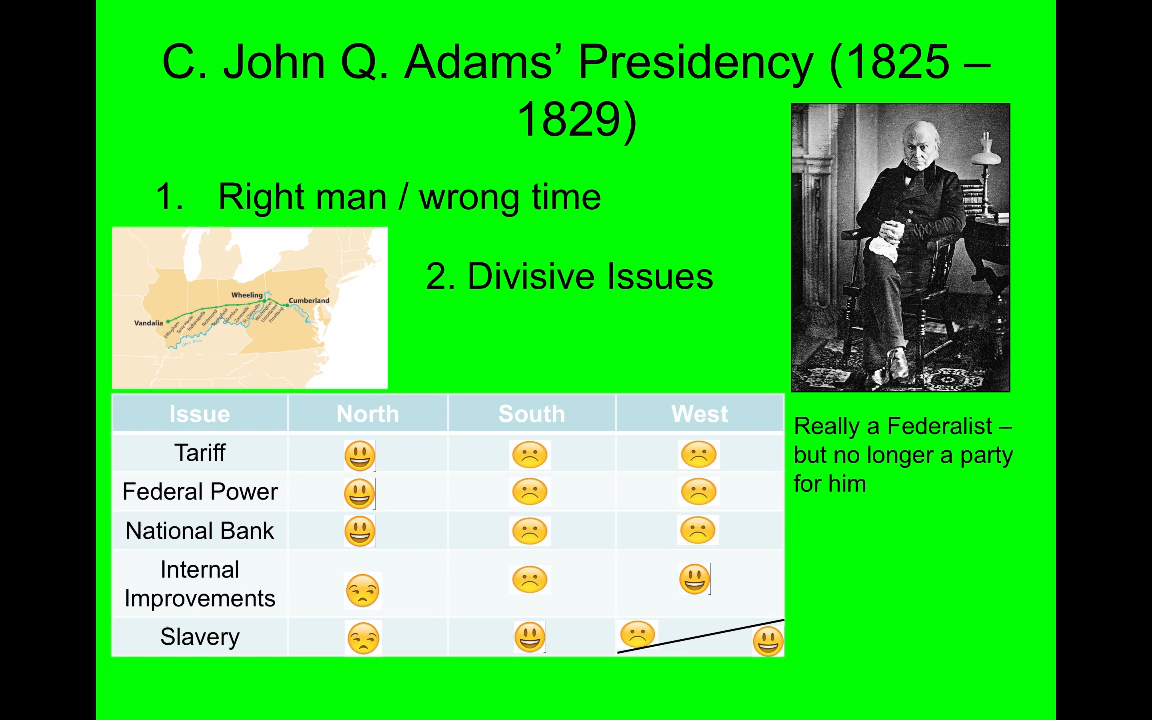 C. John Q. Adams’ Presidency (1825 –
1829)
1. Right man / wrong time
2. Divisive Issues
Wheeling
Cumberland
Vandalia
Issue North South West
Tariff
Federal Power
National Bank
Internal
Improvements
Slavery
Really a Federalist –
but no longer a party
for him